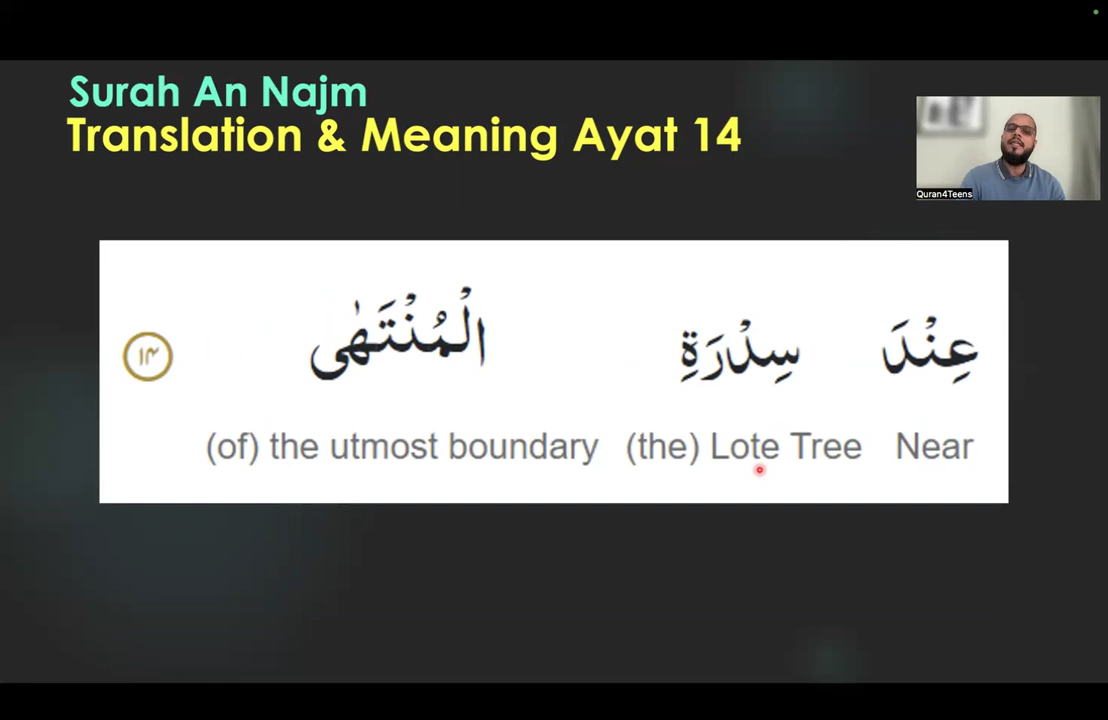 Surah An Najm
Translation & Meaning Ayat 14
Quran4Teens
عِنْدَ سِدْرَةِ الْمُنْتَهٰى ١٤
(of) the utmost boundary (the) Lote Tree Near